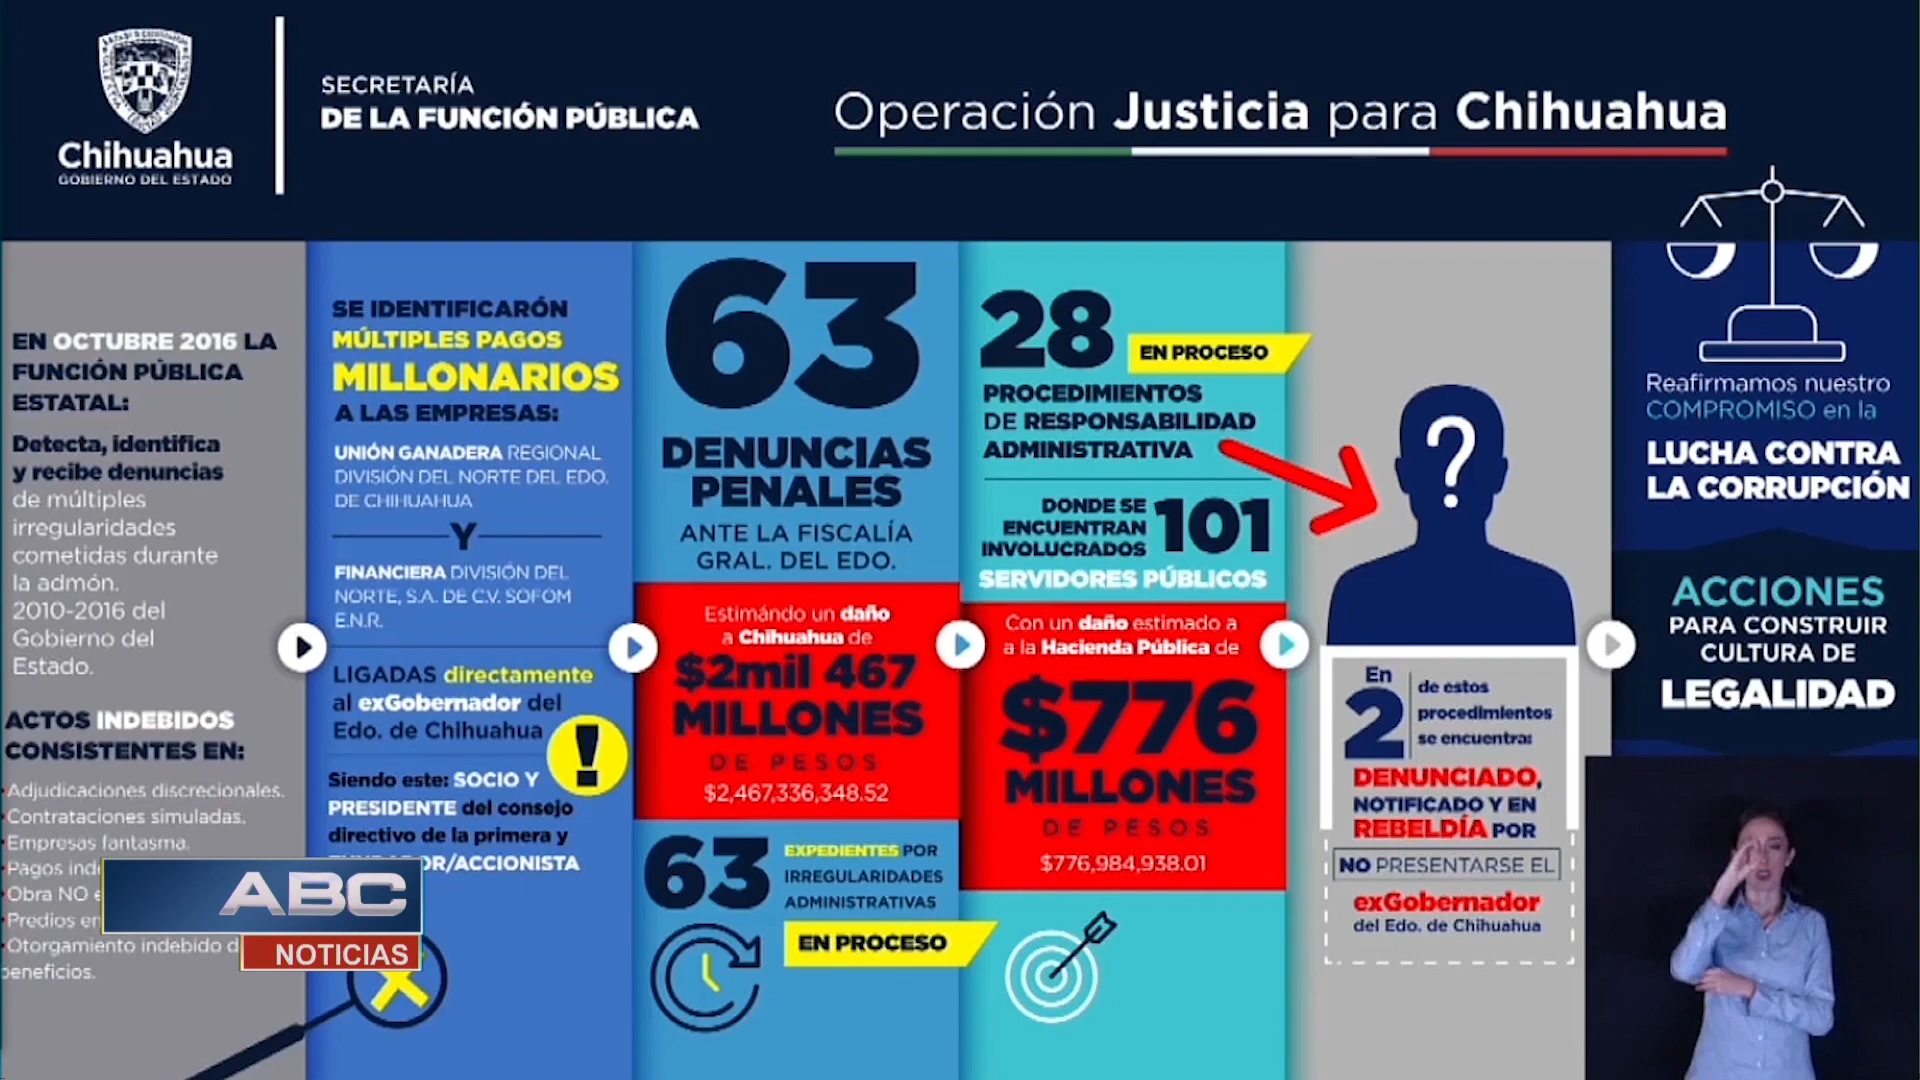 Chihuahua
GOBIERNO DEL ESTADO
SECRETARÍA
DE LA FUNCIÓN PÚBLICA
Operación Justicia para Chihuahua
EN OCTUBRE 2016 LA
FUNCIÓN PÚBLICA
ESTATAL:
Detecta, identifica
y recibe denuncias
de múltiples
irregularidades
cometidas durante
la admón.
2010-2016 del
Gobierno del
Estado.
ACTOS INDEBIDOS
CONSISTENTES EN:
•Adjudicaciones discrecionales.
•Contrataciones simuladas.
•Empresas fantasma.
•Pagos
•Obra NO
•Predios
•Otorgamiento indebido
beneficios.
SE IDENTIFICARÓN
MÚLTIPLES PAGOS
MILLONARIOS
A LAS EMPRESAS:
UNIÓN GANADERA REGIONAL
DIVISIÓN DEL NORTE DEL EDO.
DE CHIHUAHUA
Y
FINANCIERA DIVISIÓN DEL
NORTE, S.A. DE C.V. SOFOM
E.N.R.
LIGADAS directamente
al exGobernador del
Edo. de Chihuahua
!
Siendo este: SOCIO Y
PRESIDENTE del consejo
directivo de la primera y
/ACCIONISTA
63
DENUNCIAS
PENALES
ANTE LA FISCALÍA
GRAL. DEL EDO.
Estimándo un daño
a Chihuahua de
$2mil 467
MILLONES
DE PESOS
$2,467,336,348.52
63
EXPEDIENTES POR
IRREGULARIDADES
ADMINISTRATIVAS
EN PROCESO
28
EN PROCESO
PROCEDIMIENTOS
DE RESPONSABILIDAD
ADMINISTRATIVA
DONDE SE
ENCUENTRAN
INVOLUCRADOS
101
SERVIDORES PÚBLICOS
Con un daño estimado a
a la Hacienda Pública de
$776
MILLONES
DE PESOS
$776,984,938.01
?
En
2
de estos
procedimientos
se encuentra:
DENUNCIADO,
NOTIFICADO Y EN
REBELDÍA POR
NO PRESENTARSE EL
exGobernador
del Edo. de Chihuahua
Reafirmamos nuestro
COMPROMISO en la
LUCHA CONTRA
LA CORRUPCIÓN
ACCIONES
PARA CONSTRUIR
CULTURA DE
LEGALIDAD
ABC
NOTICIAS